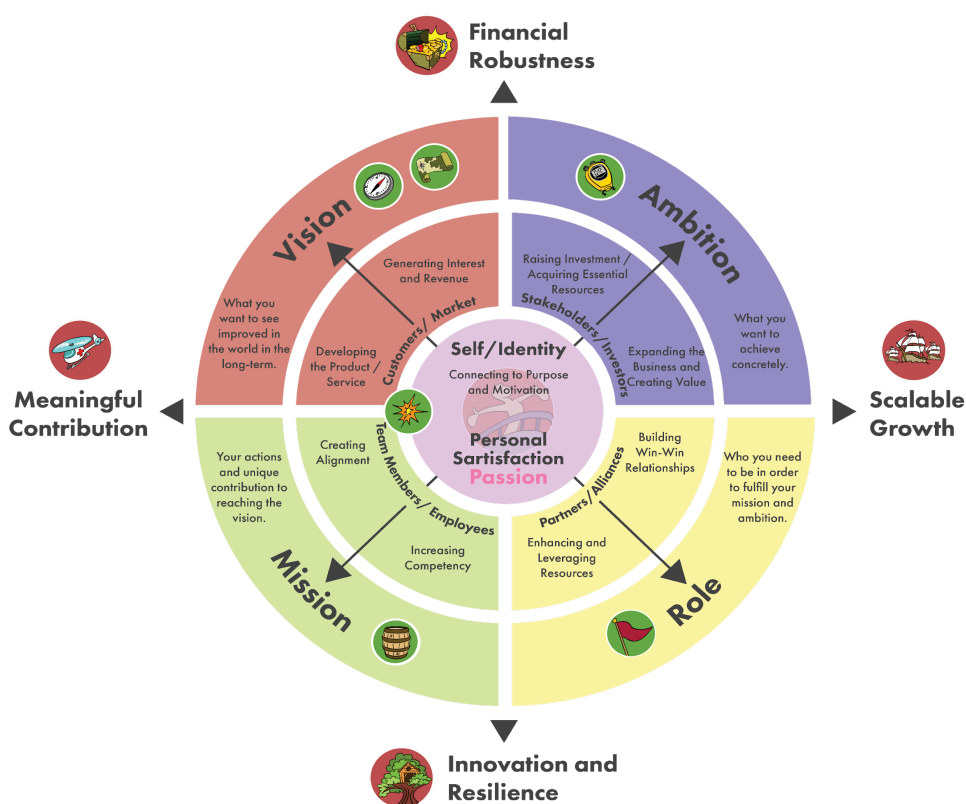 Financial
Robustness
Vision
Ambition
Generating Interest
and Revenue
Raising Investment /
Acquiring Essential
Resources
What you
want to see
improved in
the world in the
long-term.
Developing
the Product /
Service
Customers / Market
Stakeholders / Investors
Expanding the
Business and
Creating Value
What you
want to
achieve
concretely.
Self/Identity
Connecting to Purpose
and Motivation
Personal
Sartisfaction
Passion
Meaningful
Contribution
Scalable
Growth
Your actions
and unique
contribution to
reaching the
vision.
Creating
Alignment
Team Members / Employees
Increasing
Competency
Partners/Alliances
Building
Win-Win
Relationships
Enhancing and
Leveraging
Resources
Who you need
to be in order
to fulfill your
mission and
ambition.
Mission
Role
Innovation and
Resilience